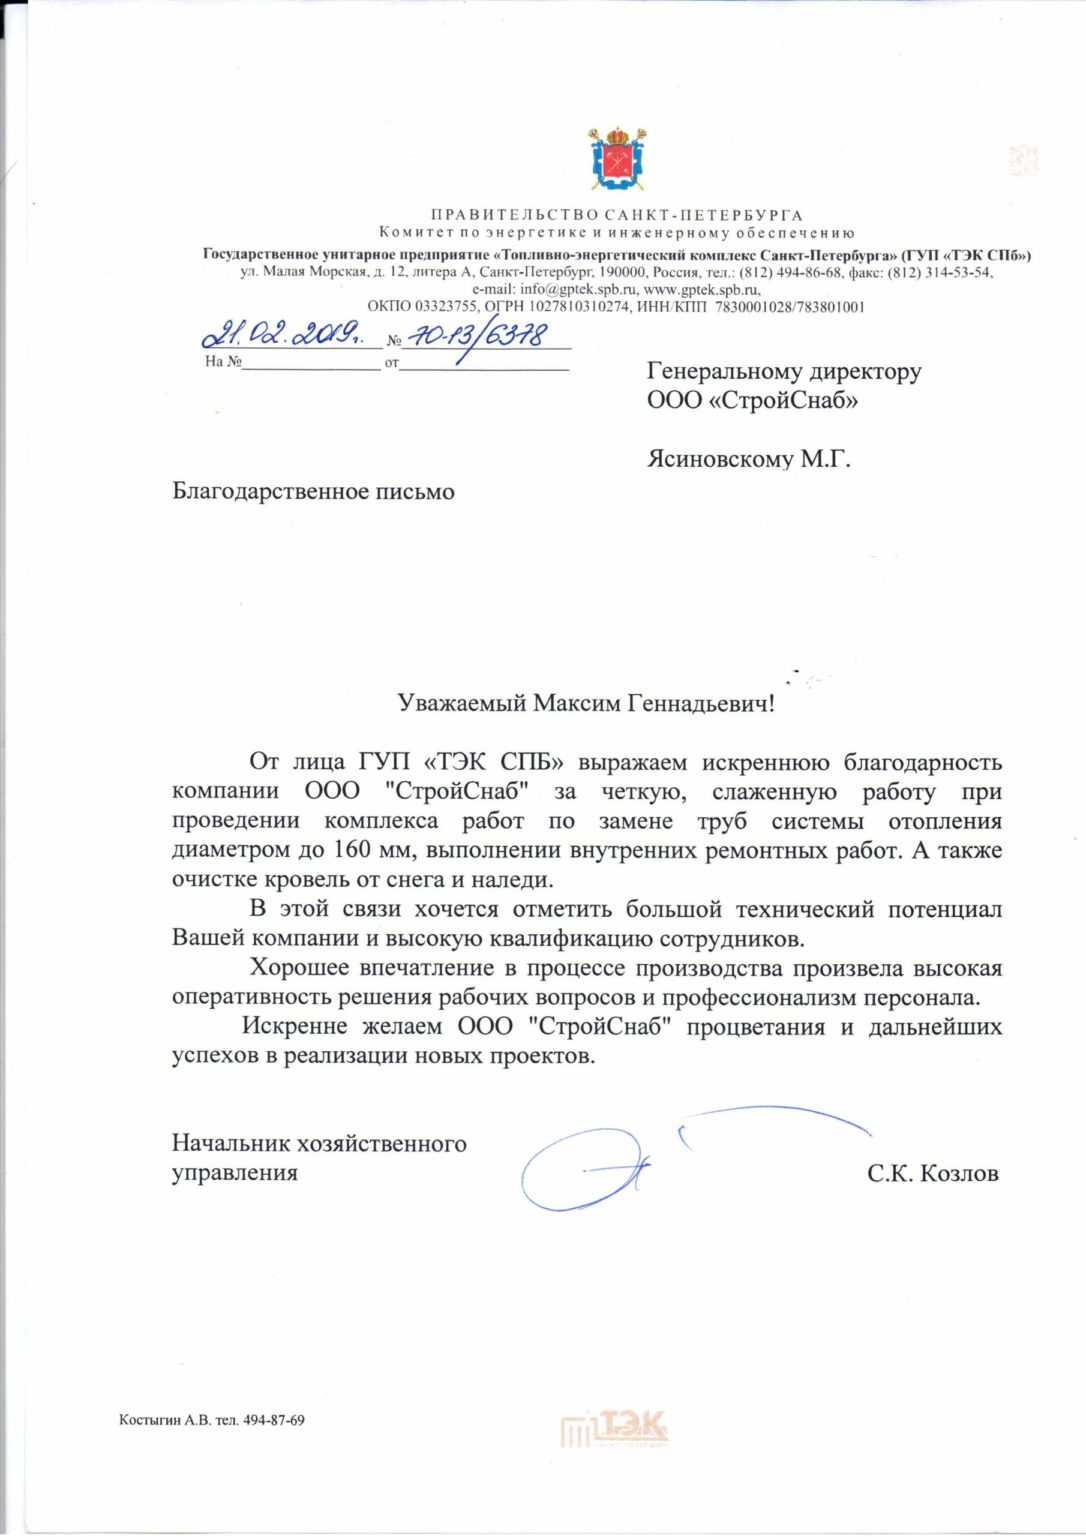 ПРАВИТЕЛЬСТВО САНКТ-ПЕТЕРБУРГА
Комитет по энергетике и инженерному обеспечению
Государственное унитарное предприятие «Топливно-энергетический комплекс Санкт-Петербурга» (ГУП «ТЭК СПб»)
ул. Малая Морская, д. 12, литера А, Санкт-Петербург, 190000, Россия, тел.: (812) 494-86-68, факс: (812) 314-53-54,
e-mail: info@gptek.spb.ru, www.gptek.spb.ru,
ОКПО 03323755, ОГРН 1027810310274, ИНН/КПП 7830001028/783801001
21.02.2019г. № 70-13/6378
На № от
Генеральному директору
ООО «СтройСнаб»
Ясиновскому М.Г.
Благодарственное письмо
Уважаемый Максим Геннадьевич!
От лица ГУП «ТЭК СПБ» выражаем искреннюю благодарность
компании ООО "СтройСнаб" за четкую, слаженную работу при
проведении комплекса работ по замене труб системы отопления
диаметром до 160 мм, выполнении внутренних ремонтных работ. А также
очистке кровель от снега и наледи.
В этой связи хочется отметить большой технический потенциал
Вашей компании и высокую квалификацию сотрудников.
Хорошее впечатление в процессе производства произвела высокая
оперативность решения рабочих вопросов и профессионализм персонала.
Искренне желаем ООО "СтройСнаб" процветания и дальнейших
успехов в реализации новых проектов.
Начальник хозяйственного
управления С.К. Козлов
Костыгин А.В. тел. 494-87-69
ТЭК